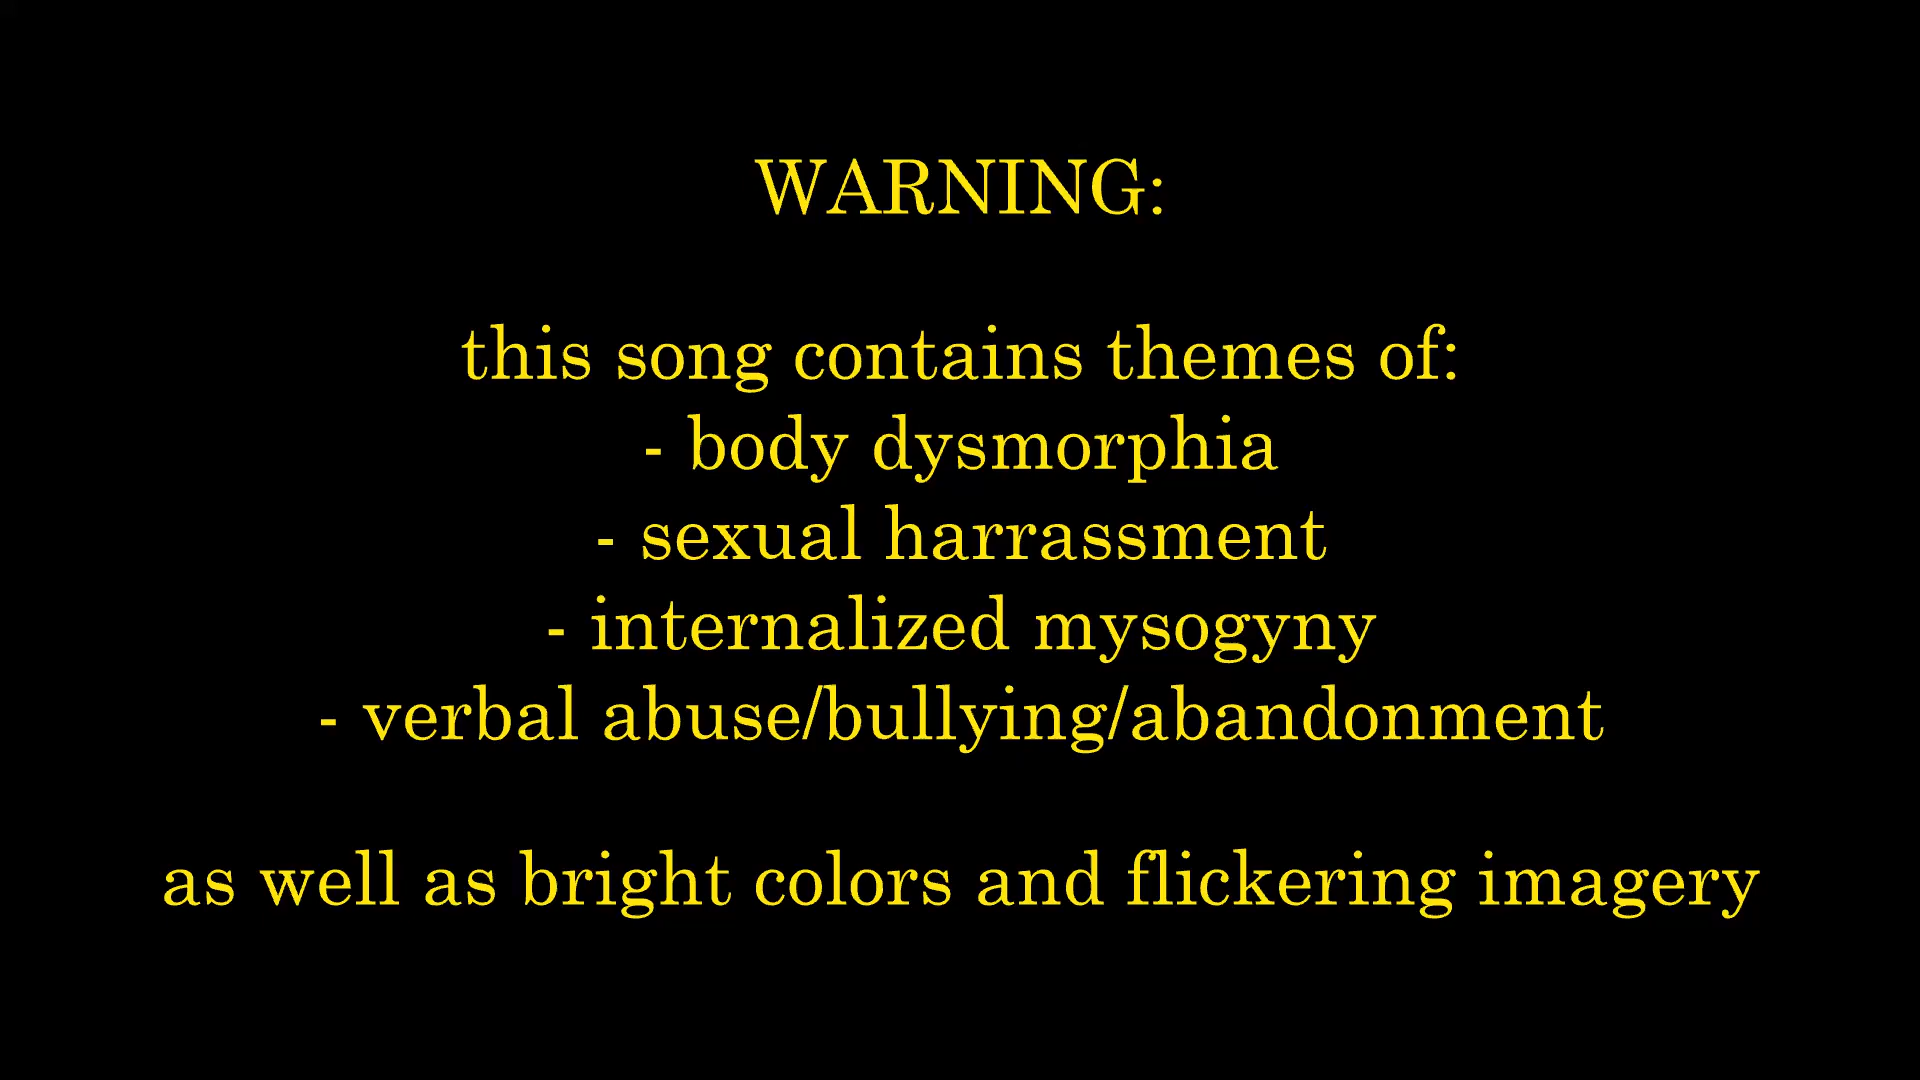 WARNING:
this song contains themes of:
- body dysmorphia
- sexual harrassment
- internalized mysogyny
- verbal abuse/bullying/abandonment
as well as bright colors and flickering imagery